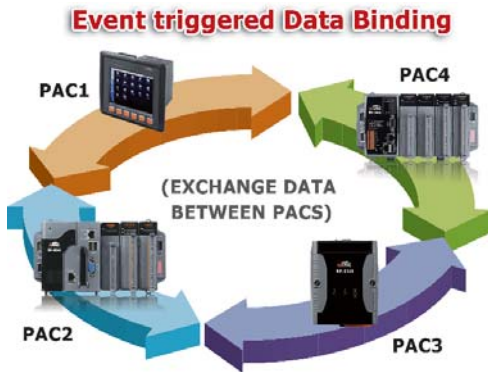 Event triggered Data Binding
PAC1
PAC4
(EXCHANGE DATA
BETWEEN PACS)
PAC2
PAC3